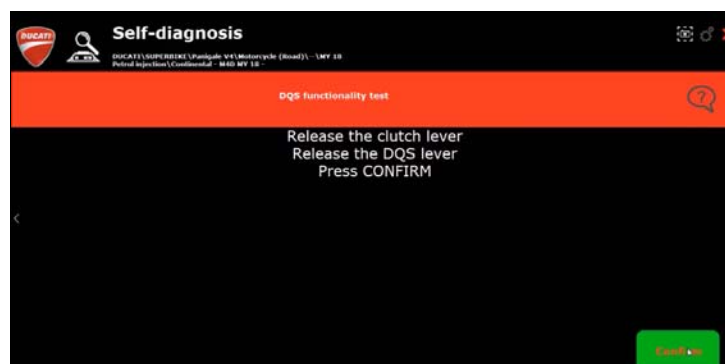 DUCATI
Self-diagnosis
DUCATI\SUPERBIKE\Panigale V4\Motorcycle (Road)\--\MY 18
Petrol injection\Continental - M4D MY 18 -
DQS functionality test
Release the clutch lever
Release the DQS lever
Press CONFIRM
Confirm